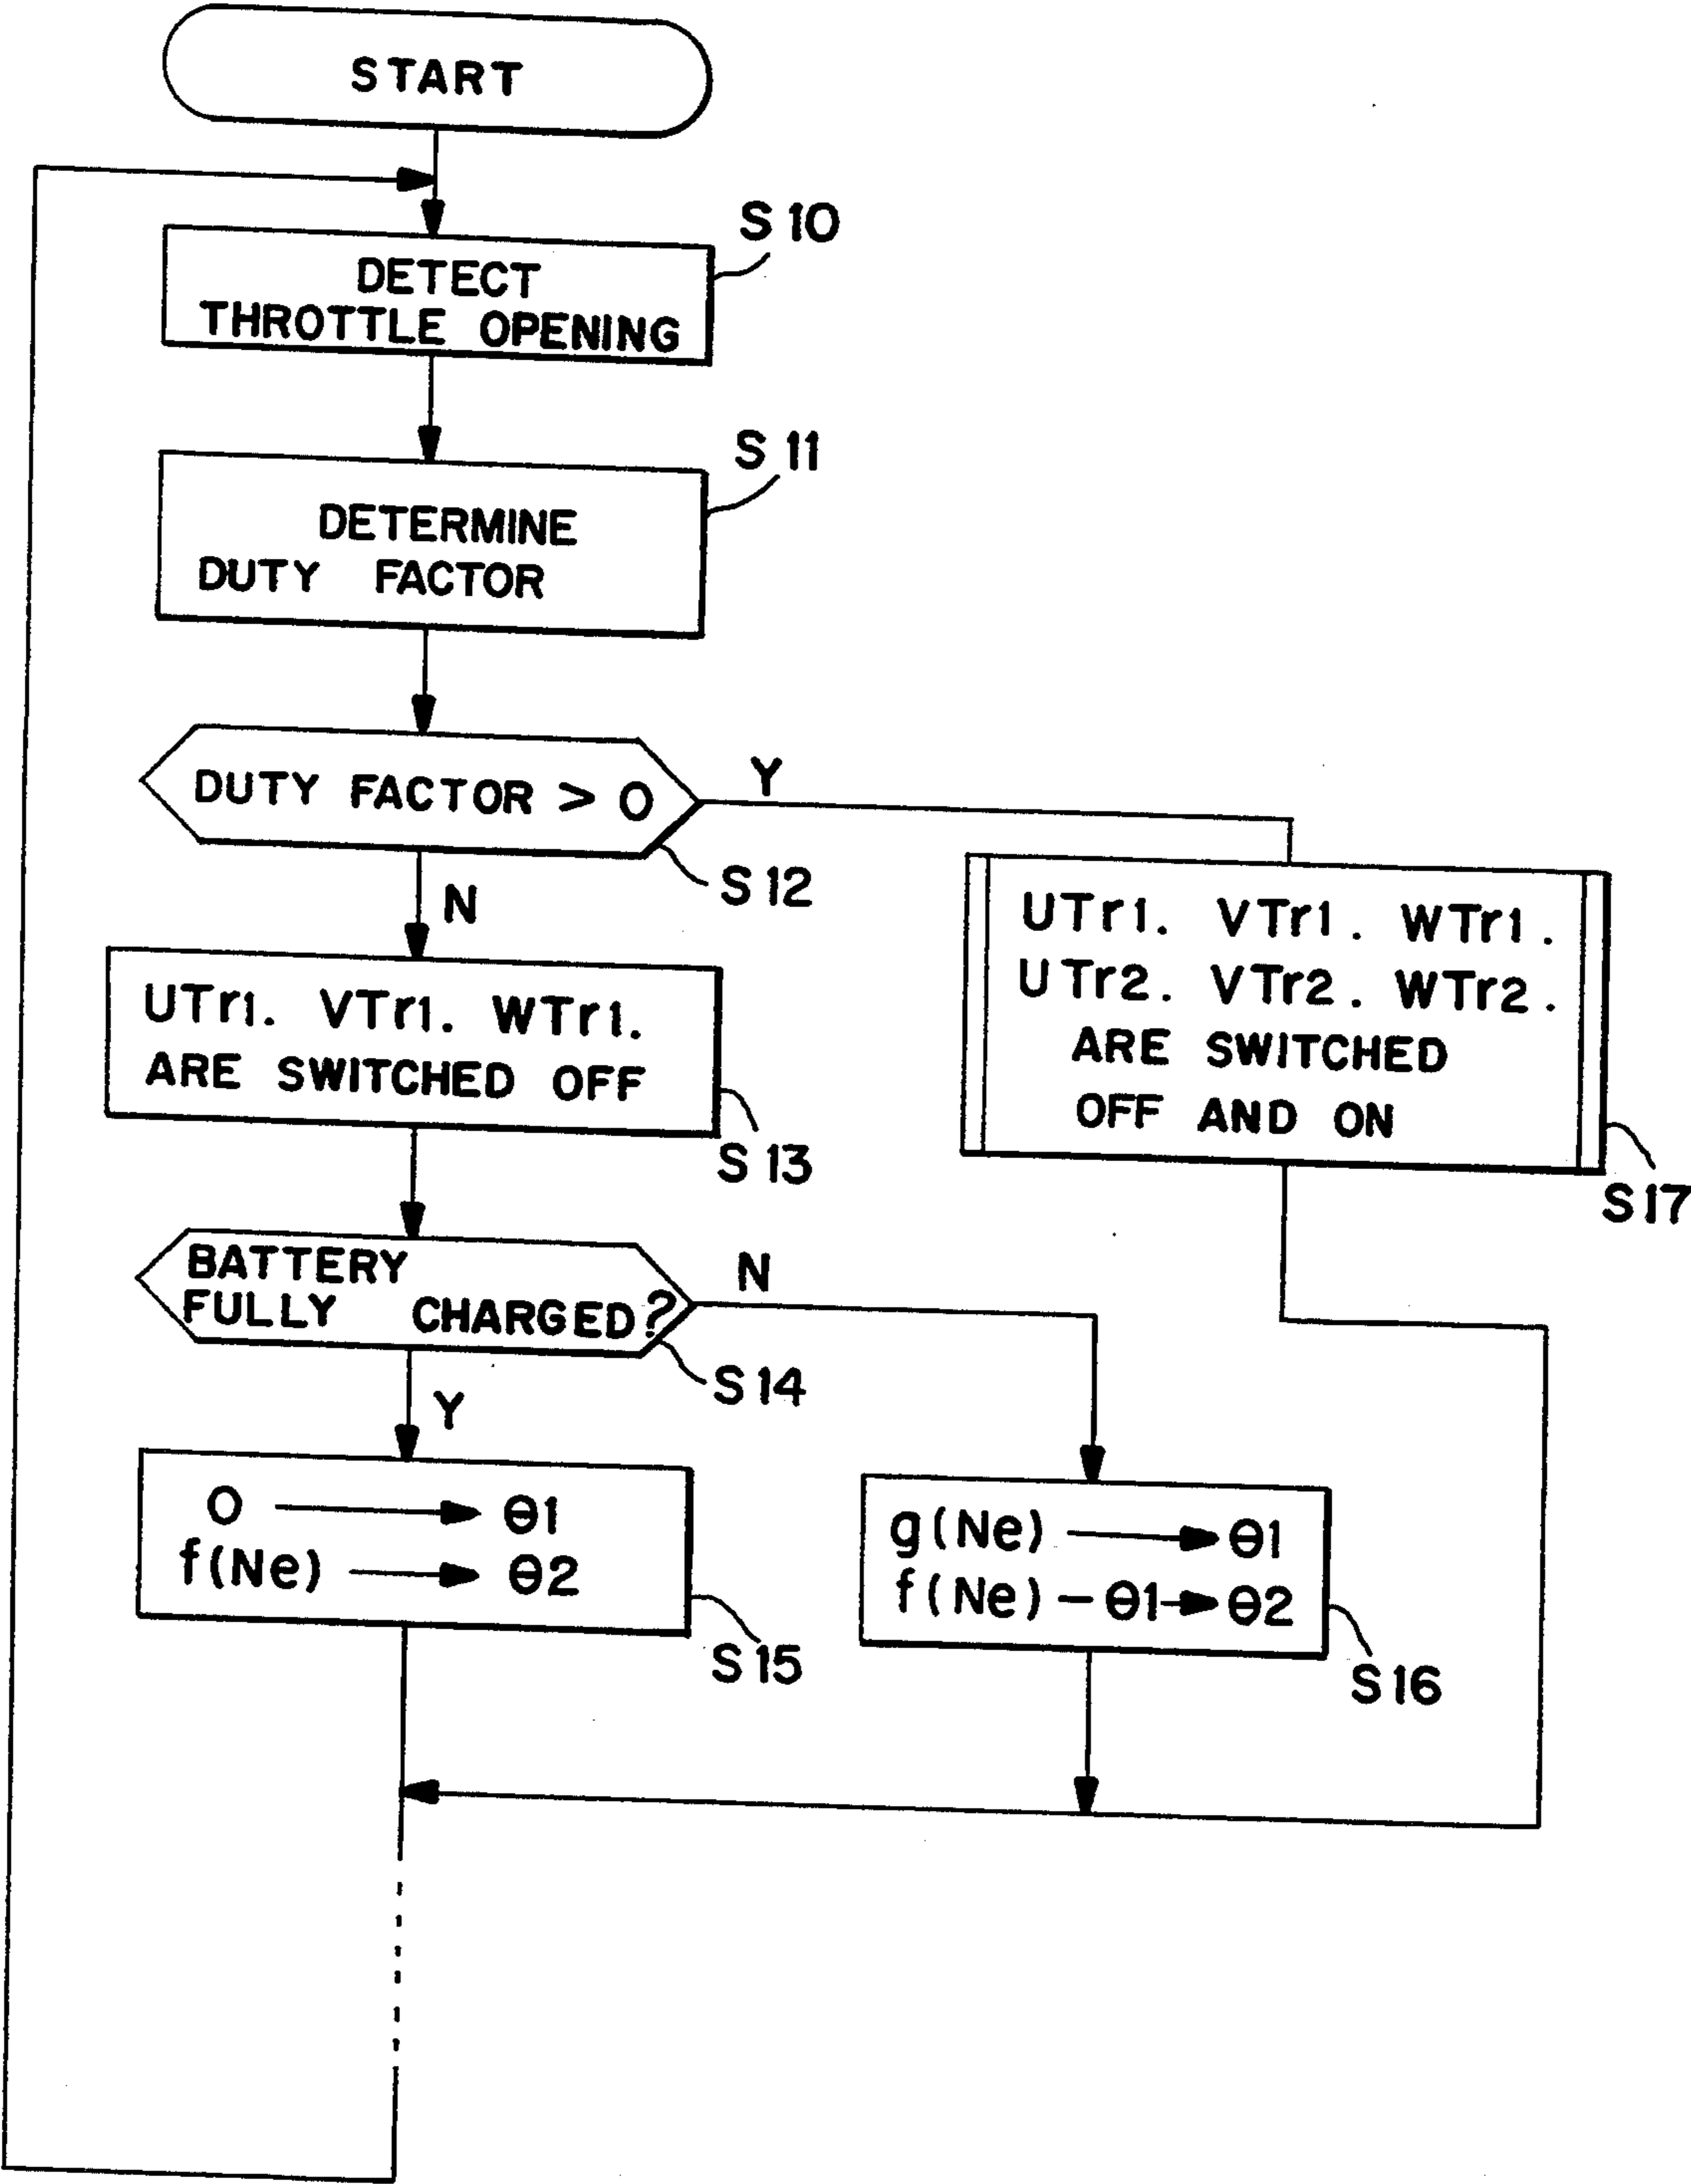 START
S10
DETECT
THROTTLE OPENING
S11
DETERMINE
DUTY FACTOR
DUTY FACTOR > 0
Y
S12
N
UTr1. VTr1. WTr1.
ARE SWITCHED OFF
S13
UTr1. VTr1. WTr1.
UTr2. VTr2. WTr2.
ARE SWITCHED
OFF AND ON
S17
BATTERY
FULLY CHARGED?
N
S14
Y
0 → θ1
f(Ne) → θ2
S15
g(Ne) → θ1
f(Ne) − θ1 → θ2
S16